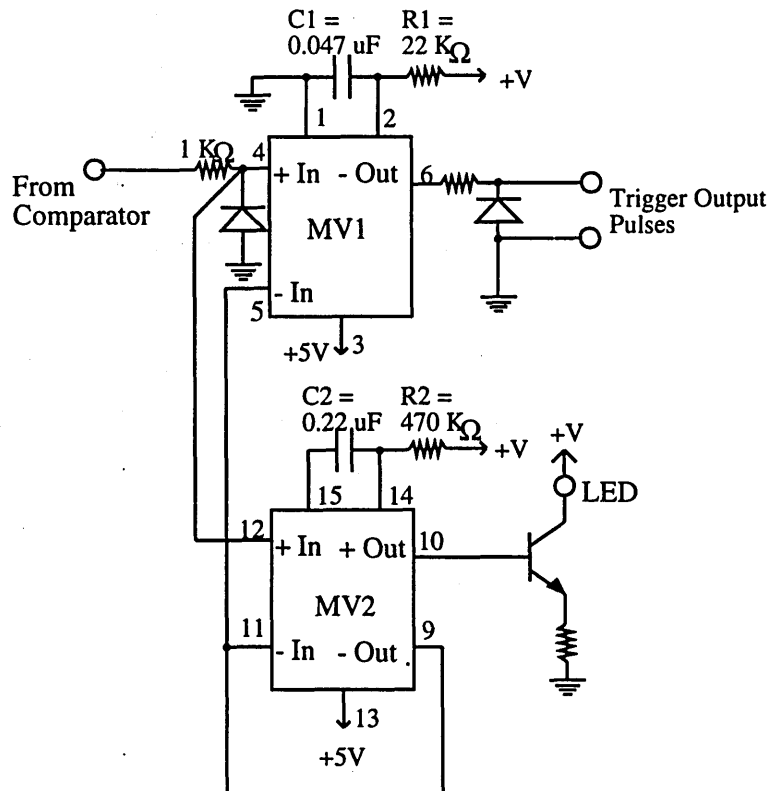 C1 =
0.047 uF
R1 =
22 KΩ
+V
1
2
1 KΩ
4
+ In
- Out
6
From
Comparator
MV1
Trigger Output
Pulses
- In
5
+5V
3
C2 =
0.22 uF
R2 =
470 KΩ
+V
+V
LED
15
14
12
+ In
+ Out
10
MV2
11
9
- In
- Out
13
+5V